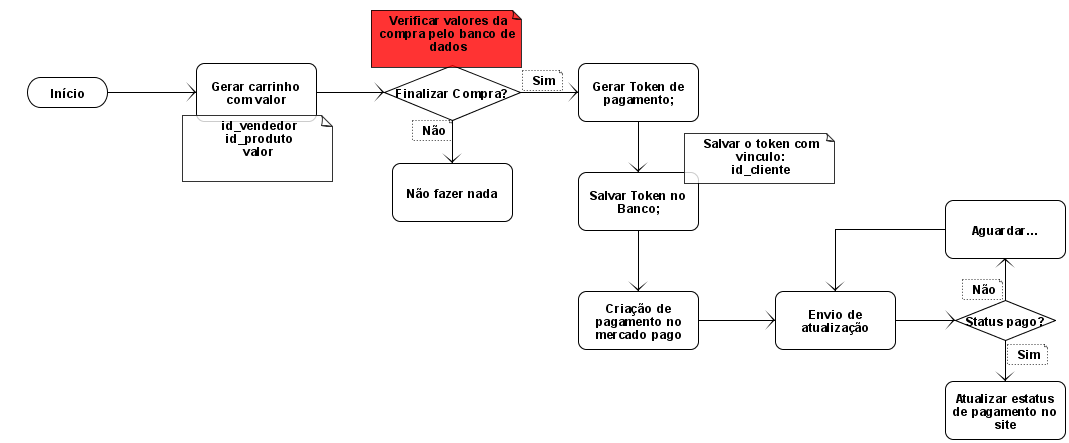 Verificar valores da
compra pelo banco de
dados
Início
Gerar carrinho
com valor
Finalizar Compra?
Sim
Gerar Token de
pagamento;
id_vendedor
id_produto
valor
Não
Não fazer nada
Salvar o token com
vinculo:
id_cliente
Salvar Token no
Banco;
Aguardar...
Não
Criação de
pagamento no
mercado pago
Envio de
atualização
Status pago?
Sim
Atualizar estatus
de pagamento no
site